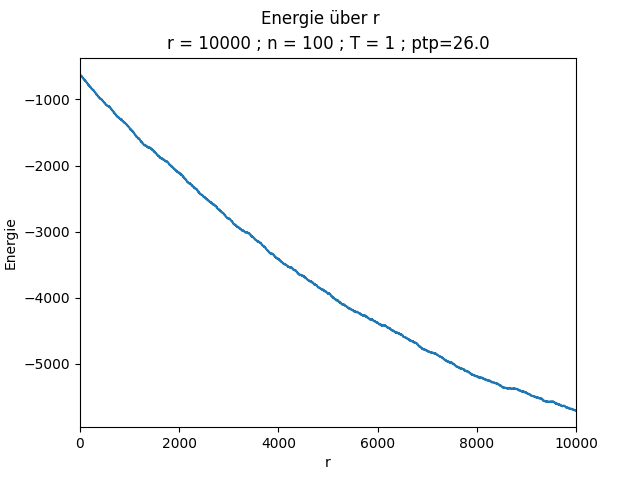 Energie über r
r = 10000 ; n = 100 ; T = 1 ; ptp=26.0
−1000
−2000
−3000
−4000
−5000
Energie
0
2000
4000
6000
8000
10000
r